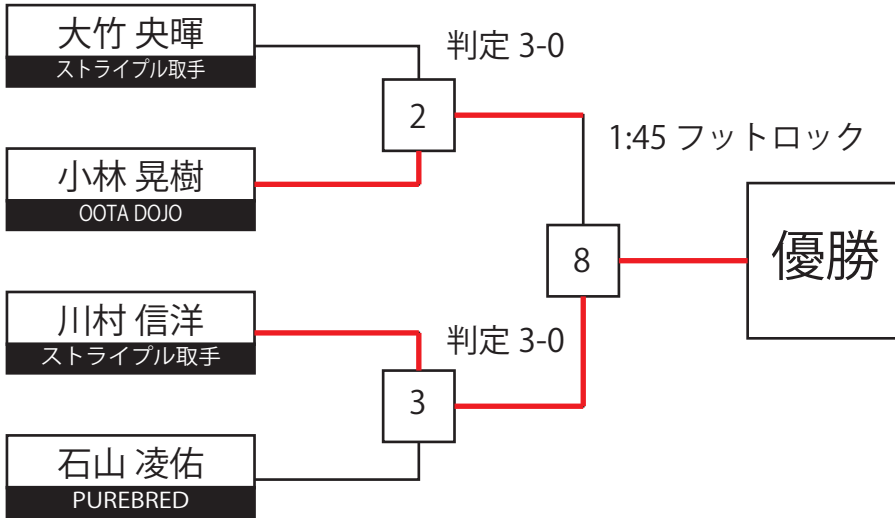 大竹 央暉
ストライプル取手
判定 3-0
2
1:45 フットロック
小林 晃樹
OOTA DOJO
8
優勝
川村 信洋
ストライプル取手
判定 3-0
3
石山 凌佑
PUREBRED